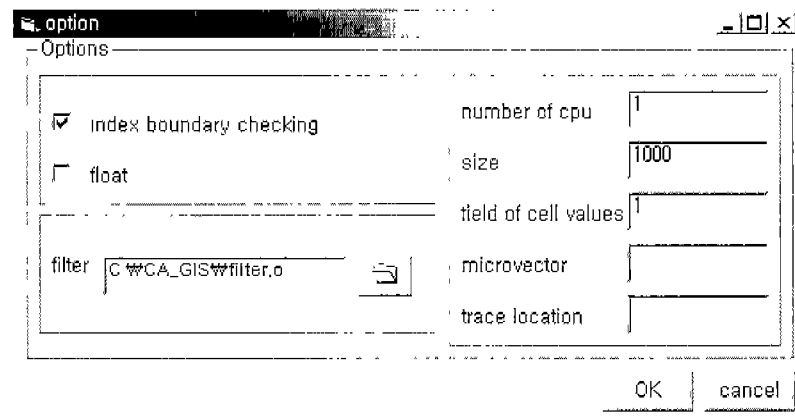 option
Options
index boundary checking
float
filter
C ₩CA_GIS₩filter.o
number of cpu 1
size 1000
field of cell values 1
microvector
trace location
OK cancel